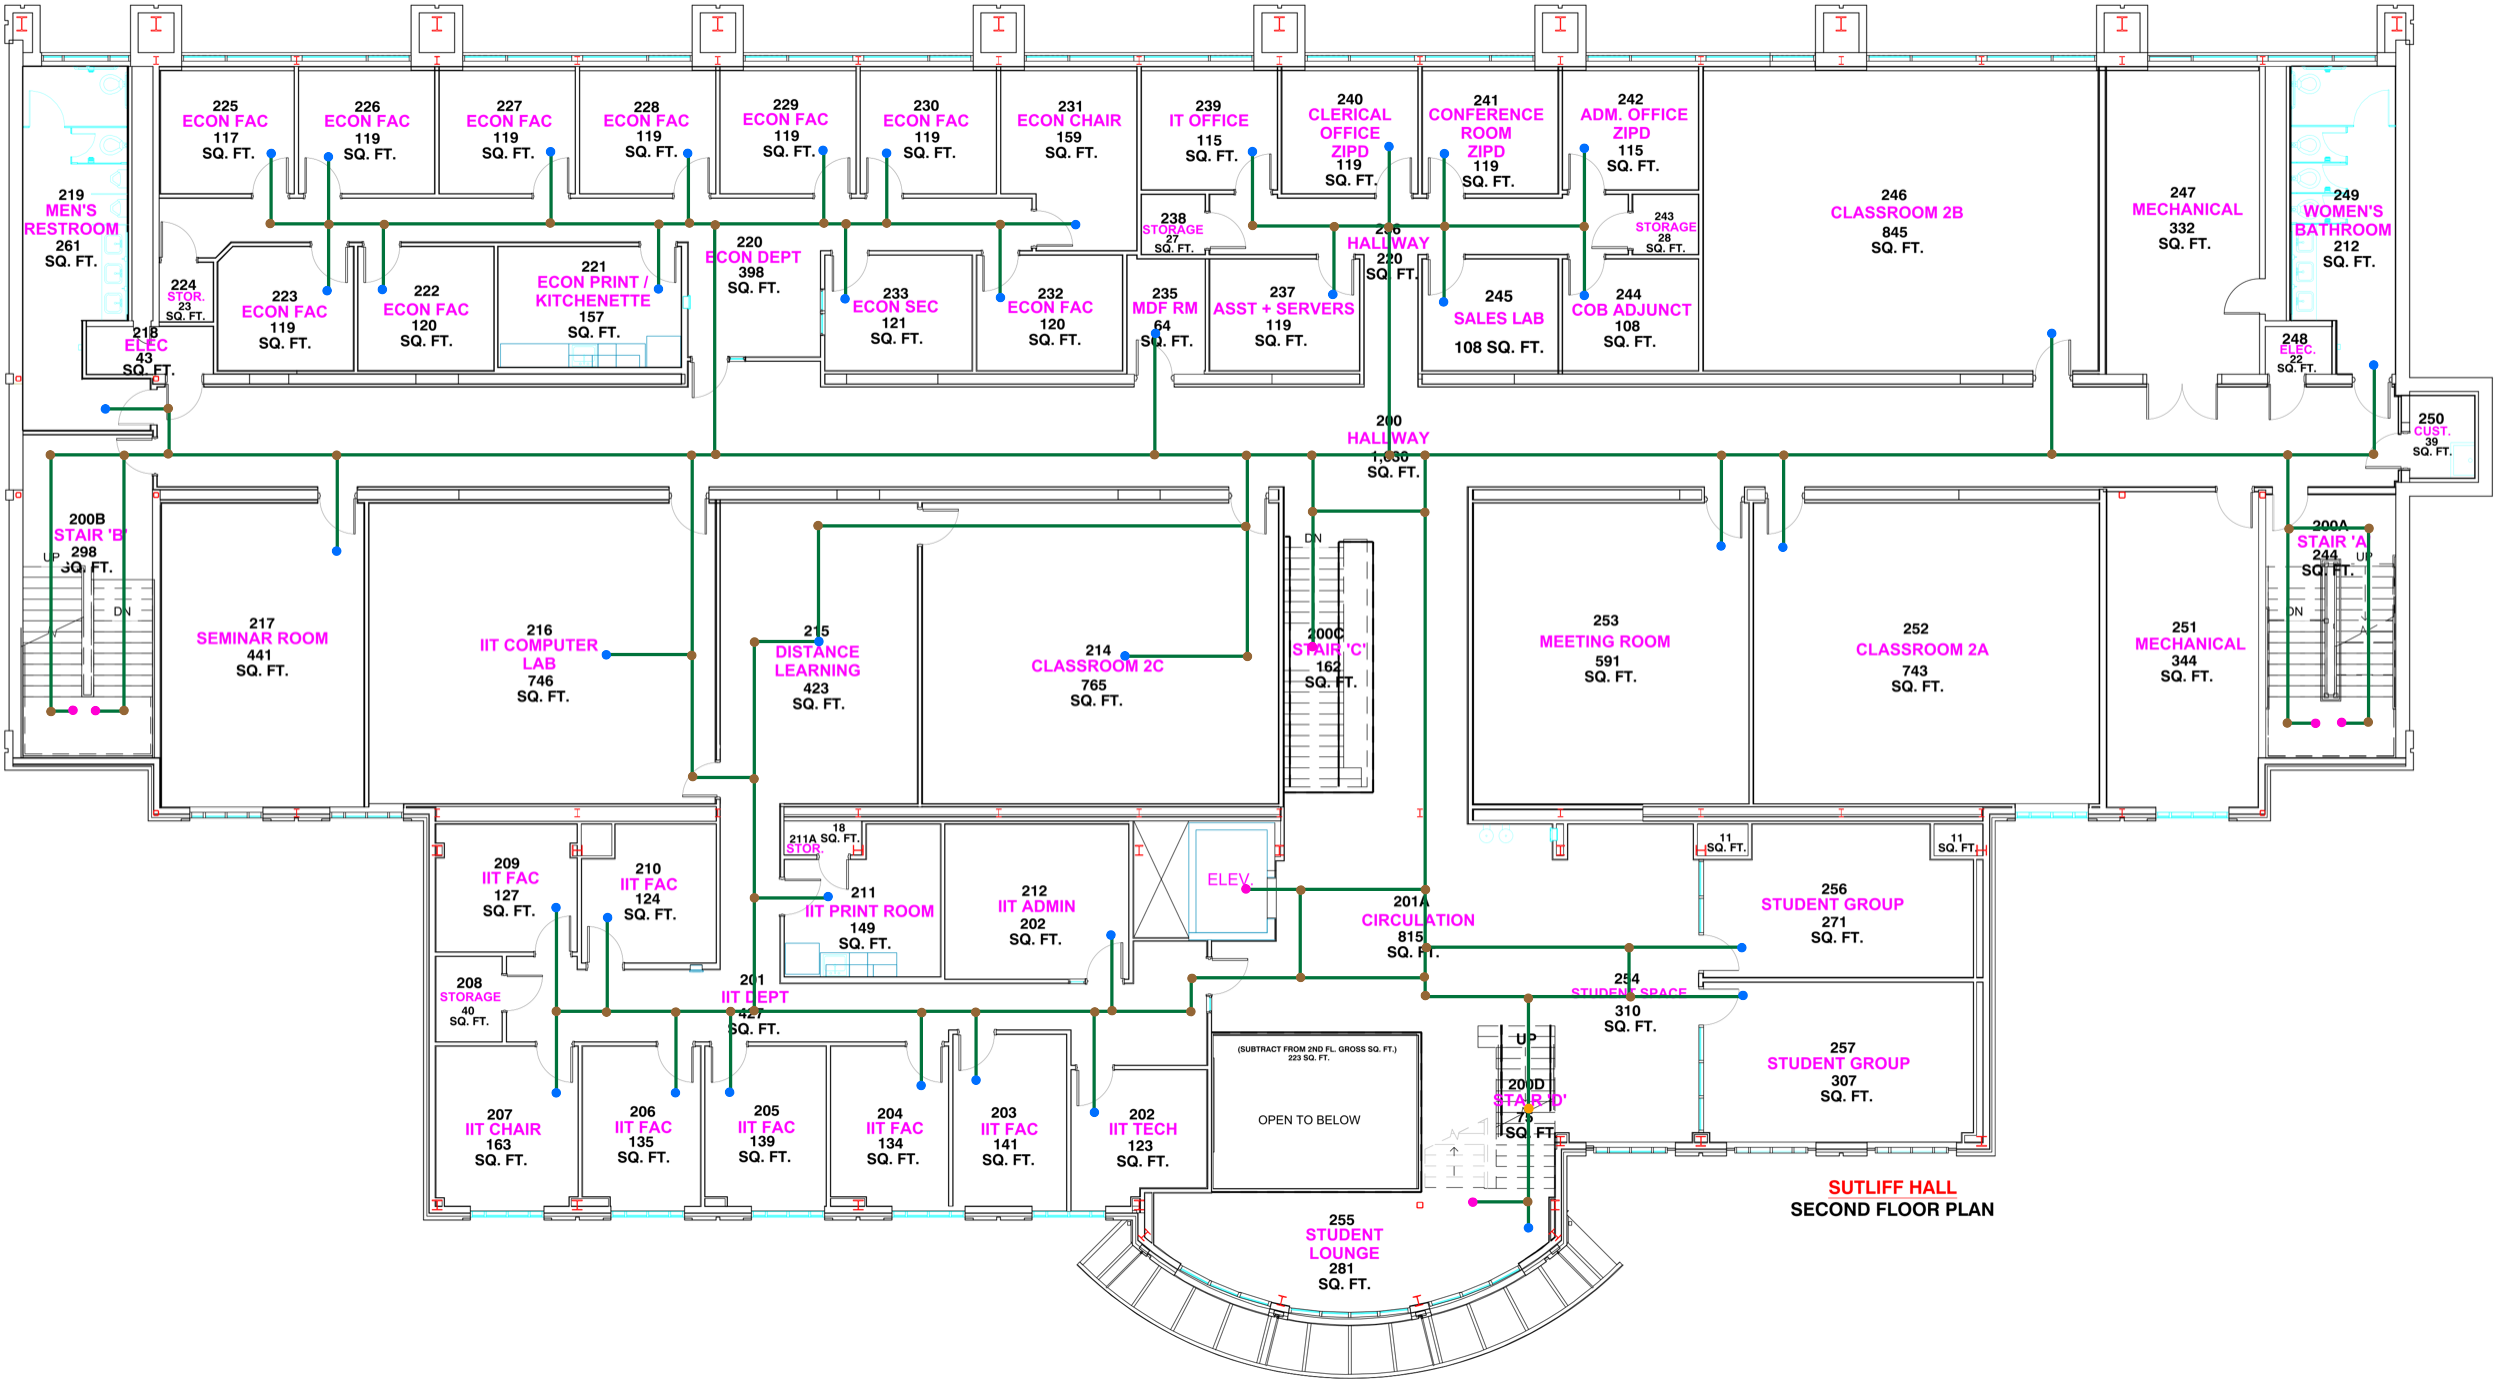 225
ECON FAC
117
SQ. FT.
226
ECON FAC
119
SQ. FT.
227
ECON FAC
119
SQ. FT.
228
ECON FAC
119
SQ. FT.
229
ECON FAC
119
SQ. FT.
230
ECON FAC
119
SQ. FT.
231
ECON CHAIR
159
SQ. FT.
239
IT OFFICE
115
SQ. FT.
240
CLERICAL
OFFICE
ZIPD
119
SQ. FT.
241
CONFERENCE
ROOM
ZIPD
119
SQ. FT.
242
ADM. OFFICE
ZIPD
115
SQ. FT.
246
CLASSROOM 2B
845
SQ. FT.
247
MECHANICAL
332
SQ. FT.
249
WOMEN'S
BATHROOM
212
SQ. FT.
219
MEN'S
RESTROOM
261
SQ. FT.
238
STORAGE
27
SQ. FT.
236
HALLWAY
220
SQ. FT.
243
STORAGE
28
SQ. FT.
220
ECON DEPT
398
SQ. FT.
224
STOR.
23
SQ. FT.
223
ECON FAC
119
SQ. FT.
222
ECON FAC
120
SQ. FT.
221
ECON PRINT /
KITCHENETTE
157
SQ. FT.
233
ECON SEC
121
SQ. FT.
232
ECON FAC
120
SQ. FT.
235
MDF RM
64
SQ. FT.
237
ASST + SERVERS
119
SQ. FT.
245
SALES LAB
108 SQ. FT.
244
COB ADJUNCT
108
SQ. FT.
218
ELEC
43
SQ. FT.
248
ELEC.
22
SQ. FT.
200
HALLWAY
1,630
SQ. FT.
250
CUST.
39
SQ. FT.
200B
STAIR 'B'
298
SQ. FT.
UP
DN
217
SEMINAR ROOM
441
SQ. FT.
216
IIT COMPUTER
LAB
746
SQ. FT.
215
DISTANCE
LEARNING
423
SQ. FT.
214
CLASSROOM 2C
765
SQ. FT.
DN
200C
STAIR 'C'
162
SQ. FT.
253
MEETING ROOM
591
SQ. FT.
252
CLASSROOM 2A
743
SQ. FT.
251
MECHANICAL
344
SQ. FT.
200A
STAIR 'A'
244
SQ. FT.
UP
DN
209
IIT FAC
127
SQ. FT.
210
IIT FAC
124
SQ. FT.
18
SQ. FT.
211A
STOR.
211
IIT PRINT ROOM
149
SQ. FT.
212
IIT ADMIN
202
SQ. FT.
ELEV.
201A
CIRCULATION
815
SQ. FT.
11
SQ. FT.
11
SQ. FT.
256
STUDENT GROUP
271
SQ. FT.
208
STORAGE
40
SQ. FT.
201
IIT DEPT
427
SQ. FT.
254
STUDENT SPACE
310
SQ. FT.
257
STUDENT GROUP
307
SQ. FT.
207
IIT CHAIR
163
SQ. FT.
206
IIT FAC
135
SQ. FT.
205
IIT FAC
139
SQ. FT.
204
IIT FAC
134
SQ. FT.
203
IIT FAC
141
SQ. FT.
202
IIT TECH
123
SQ. FT.
(SUBTRACT FROM 2ND FL. GROSS SQ. FT.)
223 SQ. FT.
OPEN TO BELOW
UP
200D
STAIR 'D'
75
SQ. FT.
255
STUDENT
LOUNGE
281
SQ. FT.
SUTLIFF HALL
SECOND FLOOR PLAN